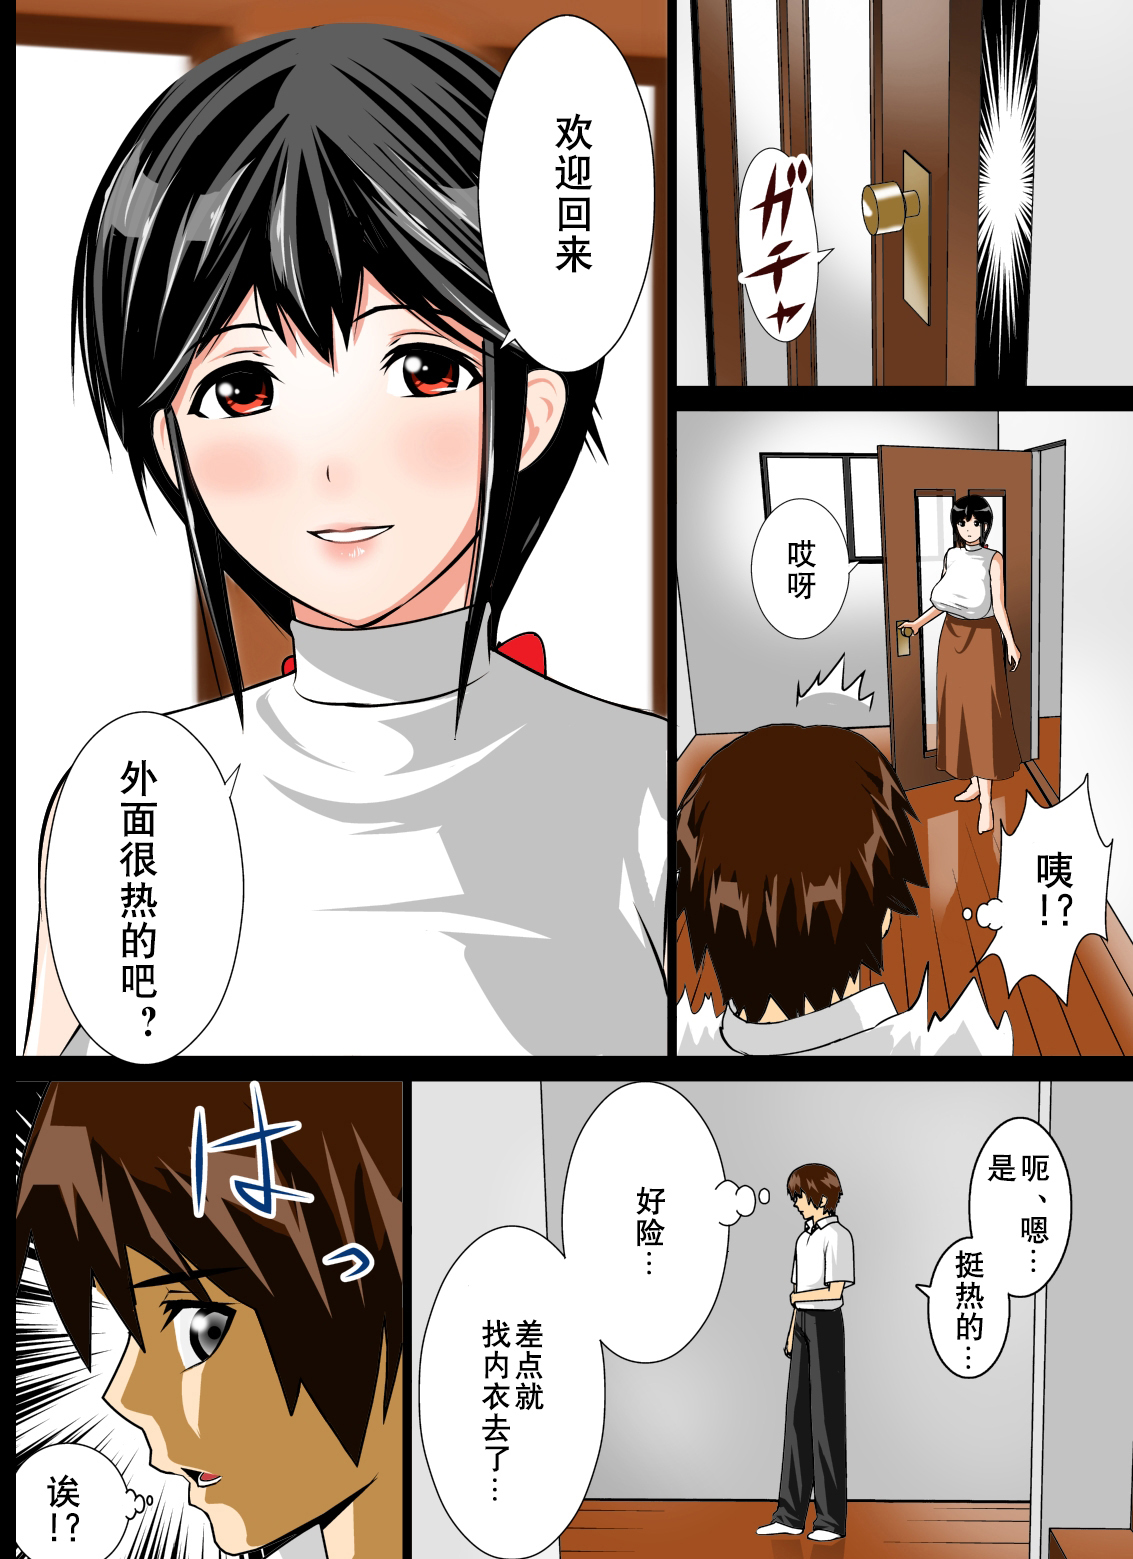 ガチャ
哎呀
咦!?
欢迎回来
外面很热的吧?
呃、嗯…
是
挺热的…
好险…
差点就
找内衣去了…
はっ
诶!?